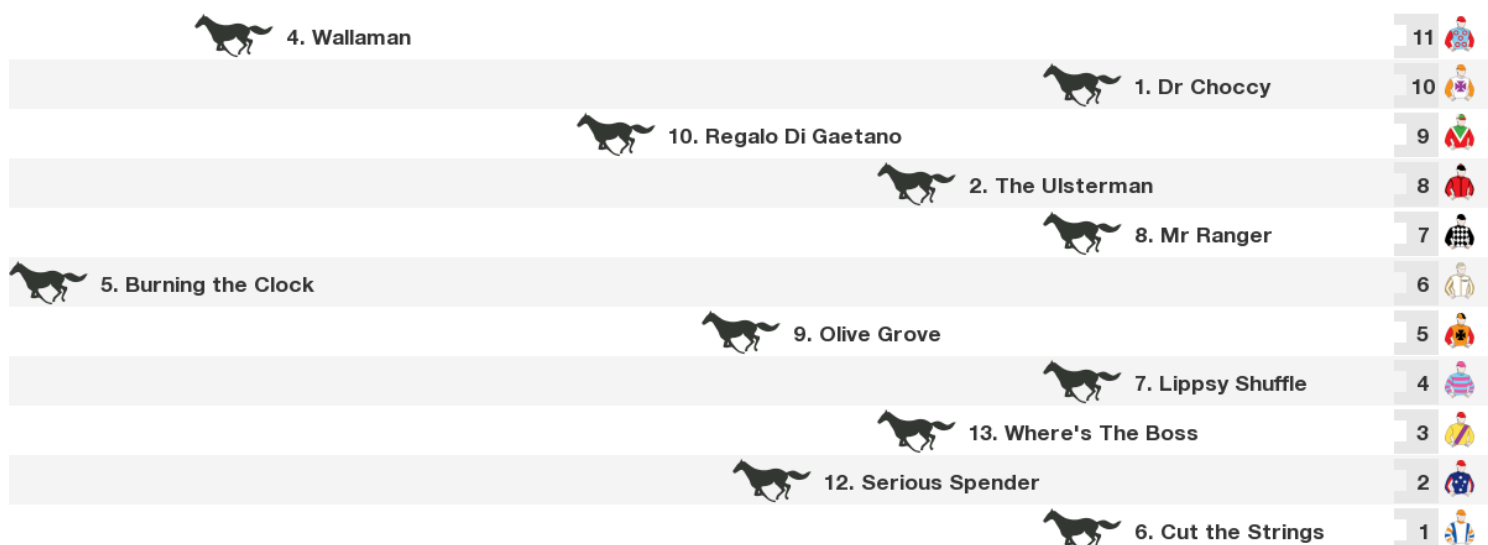 4. Wallaman 11
1. Dr Choccy 10
10. Regalo Di Gaetano 9
2. The Ulsterman 8
8. Mr Ranger 7
5. Burning the Clock 6
9. Olive Grove 5
7. Lippsy Shuffle 4
13. Where's The Boss 3
12. Serious Spender 2
6. Cut the Strings 1